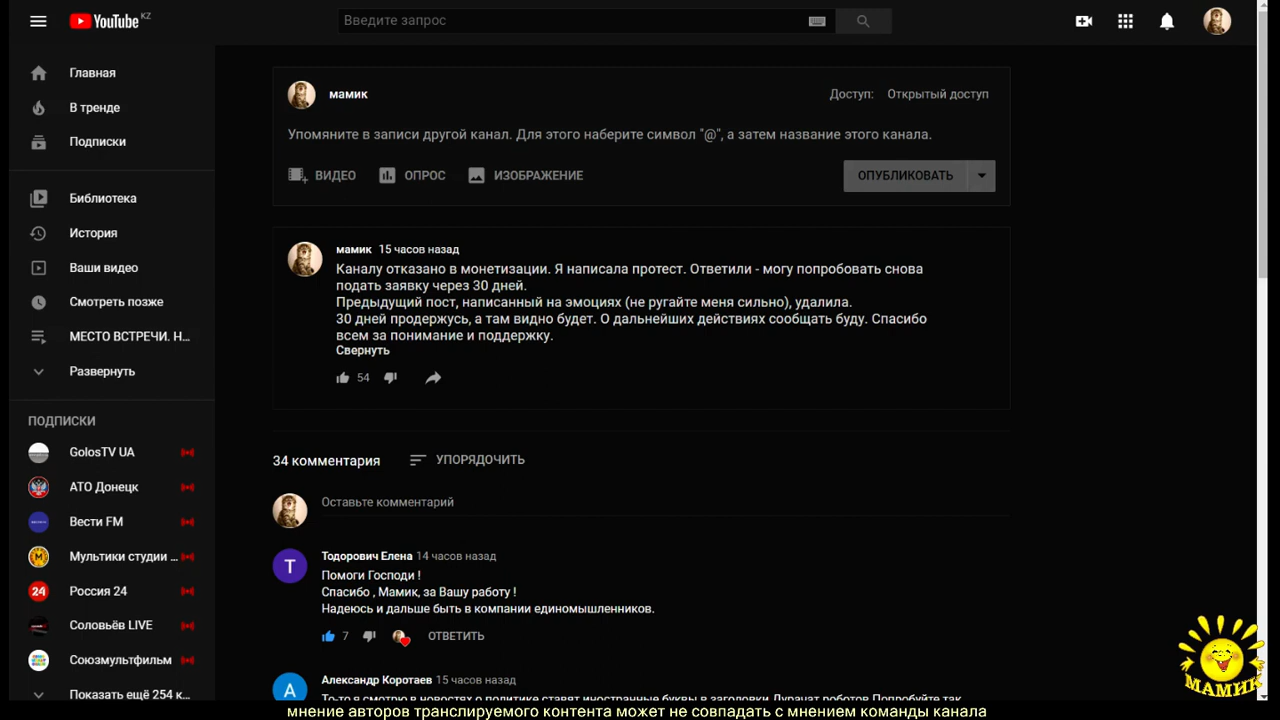 YouTube KZ
Введите запрос
Главная
В тренде
Подписки
Библиотека
История
Ваши видео
Смотреть позже
МЕСТО ВСТРЕЧИ. Н...
Развернуть
ПОДПИСКИ
GolosTV UA
АТО Донецк
Вести FM
Мультики студии ...
24
Россия 24
Соловьёв LIVE
Союзмультфильм
Показать ещё 254 к...
мамик
Доступ: Открытый доступ
Упомяните в записи другой канал. Для этого наберите символ "@", а затем название этого канала.
ВИДЕО
ОПРОС
ИЗОБРАЖЕНИЕ
ОПУБЛИКОВАТЬ
мамик 15 часов назад
Каналу отказано в монетизации. Я написала протест. Ответили - могу попробовать снова
подать заявку через 30 дней.
Предыдущий пост, написанный на эмоциях (не ругайте меня сильно), удалила.
30 дней продержусь, а там видно будет. О дальнейших действиях сообщать буду. Спасибо
всем за понимание и поддержку.
Свернуть
54
34 комментария
УПОРЯДОЧИТЬ
Оставьте комментарий
Т
Тодорович Елена 14 часов назад
Помоги Господи !
Спасибо , Мамик, за Вашу работу !
Надеюсь и дальше быть в компании единомышленников.
7
ОТВЕТИТЬ
А
Александр Коротаев 15 часов назад
То-то я смотрю в новостях о политике ставят иностранные буквы в заголовки. Дурачат роботов. Попробуйте так
МАМИК
мнение авторов транслируемого контента может не совпадать с мнением команды канала